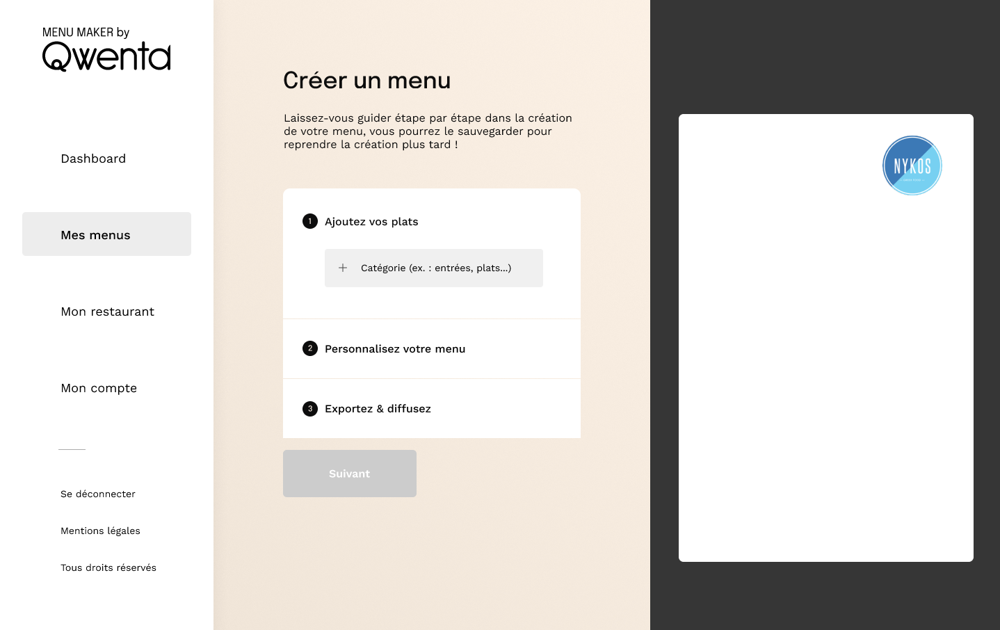 MENU MAKER by
Qwenta
Dashboard
Mes menus
Mon restaurant
Mon compte
Se déconnecter
Mentions légales
Tous droits réservés
Créer un menu
Laissez-vous guider étape par étape dans la création
de votre menu, vous pourrez le sauvegarder pour
reprendre la création plus tard !
1 Ajoutez vos plats
+ Catégorie (ex. : entrées, plats...)
2 Personnalisez votre menu
3 Exportez & diffusez
Suivant
NYKOS